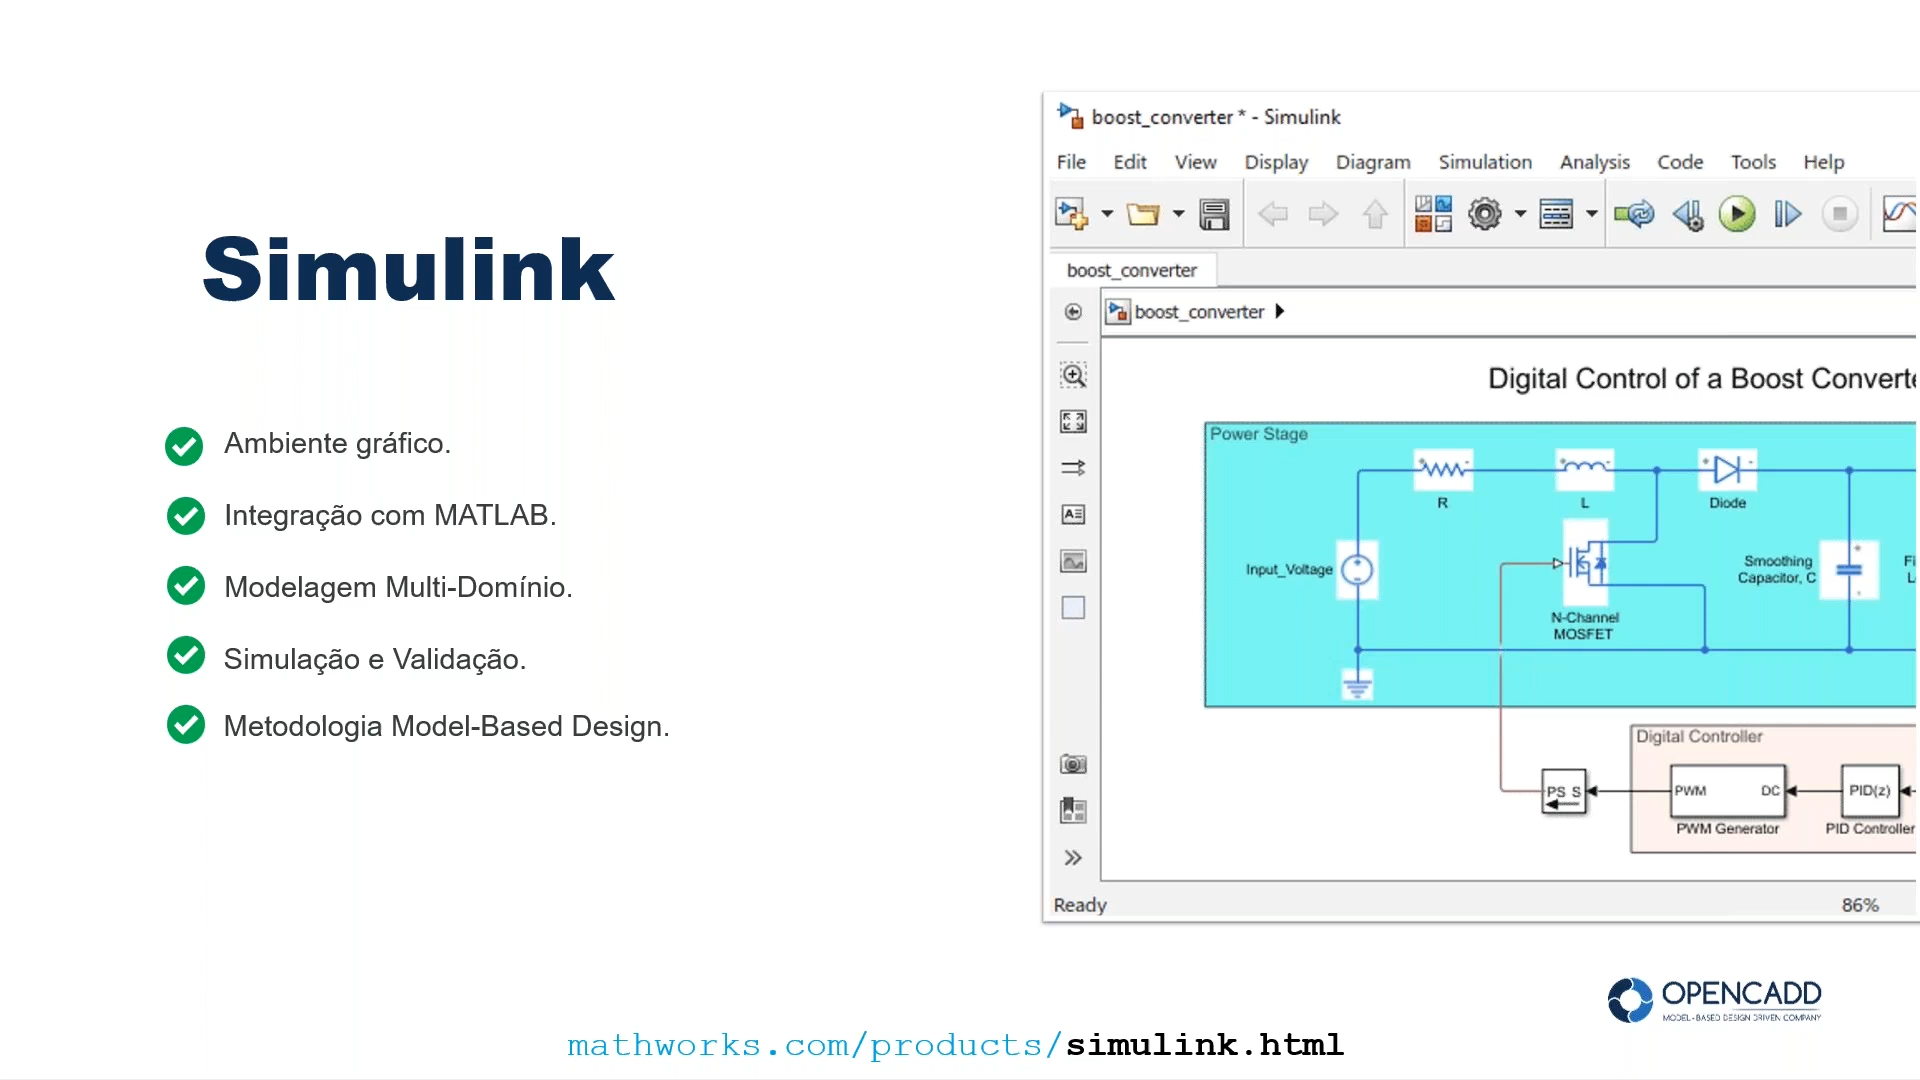 Simulink
Ambiente gráfico.
Integração com MATLAB.
Modelagem Multi-Domínio.
Simulação e Validação.
Metodologia Model-Based Design.
boost_converter * - Simulink
File Edit View Display Diagram Simulation Analysis Code Tools Help
boost_converter
boost_converter
Digital Control of a Boost Converte
Power Stage
R
L
Diode
Input_Voltage
N-Channel
MOSFET
Smoothing
Capacitor, C
Fi
L
Digital Controller
PS S
PWM DC
PWM Generator
PID(z)
PID Controller
Ready
86%
OPENCADD
MODEL-BASED DESIGN DRIVEN COMPANY
mathworks.com/products/simulink.html